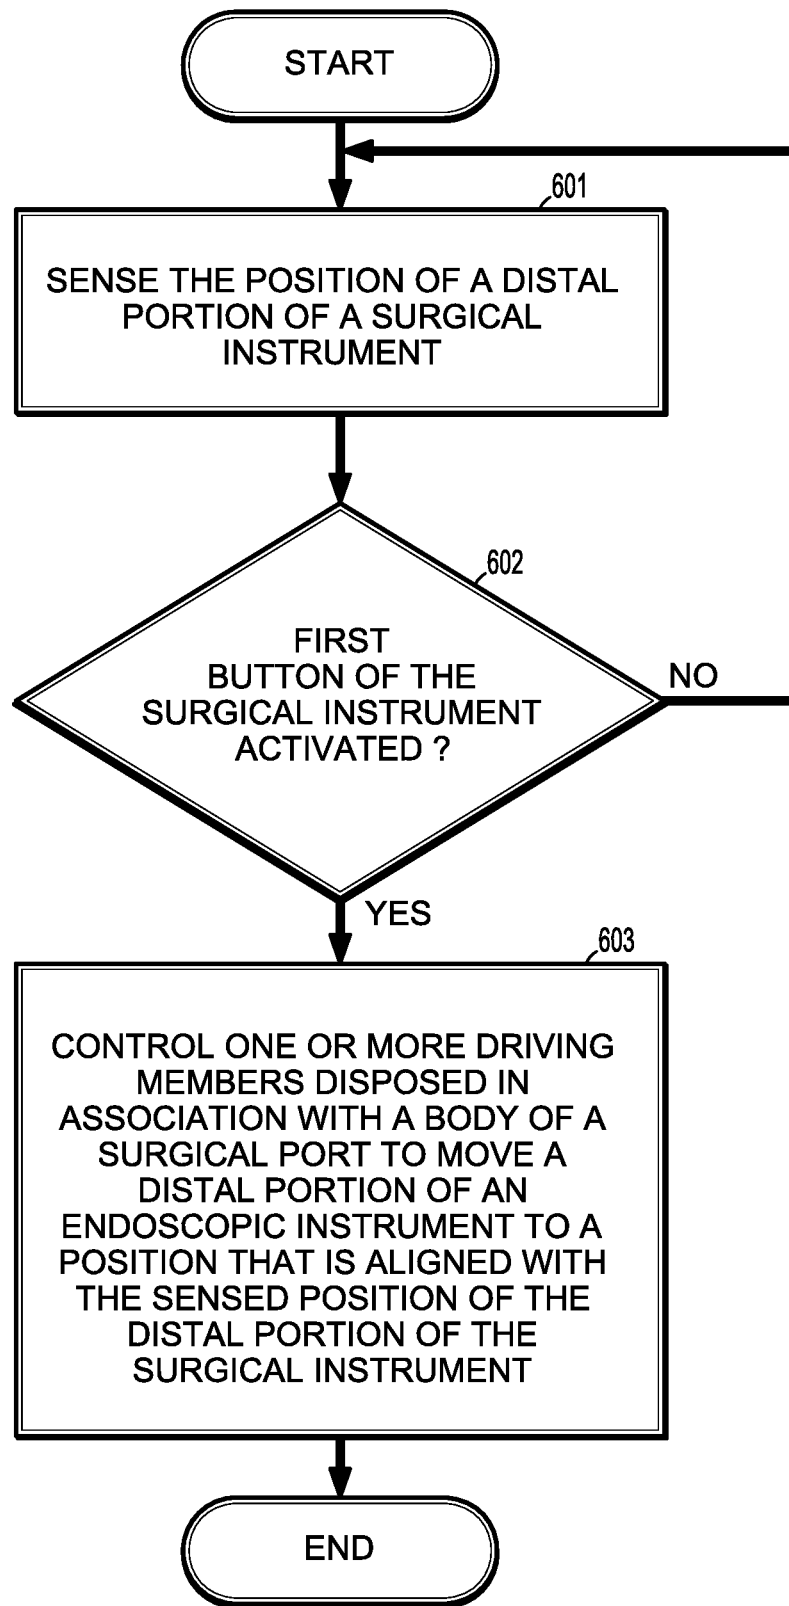 START
601
SENSE THE POSITION OF A DISTAL
PORTION OF A SURGICAL
INSTRUMENT
602
FIRST
BUTTON OF THE
SURGICAL INSTRUMENT
ACTIVATED ?
NO
YES
603
CONTROL ONE OR MORE DRIVING
MEMBERS DISPOSED IN
ASSOCIATION WITH A BODY OF A
SURGICAL PORT TO MOVE A
DISTAL PORTION OF AN
ENDOSCOPIC INSTRUMENT TO A
POSITION THAT IS ALIGNED WITH
THE SENSED POSITION OF THE
DISTAL PORTION OF THE
SURGICAL INSTRUMENT
END